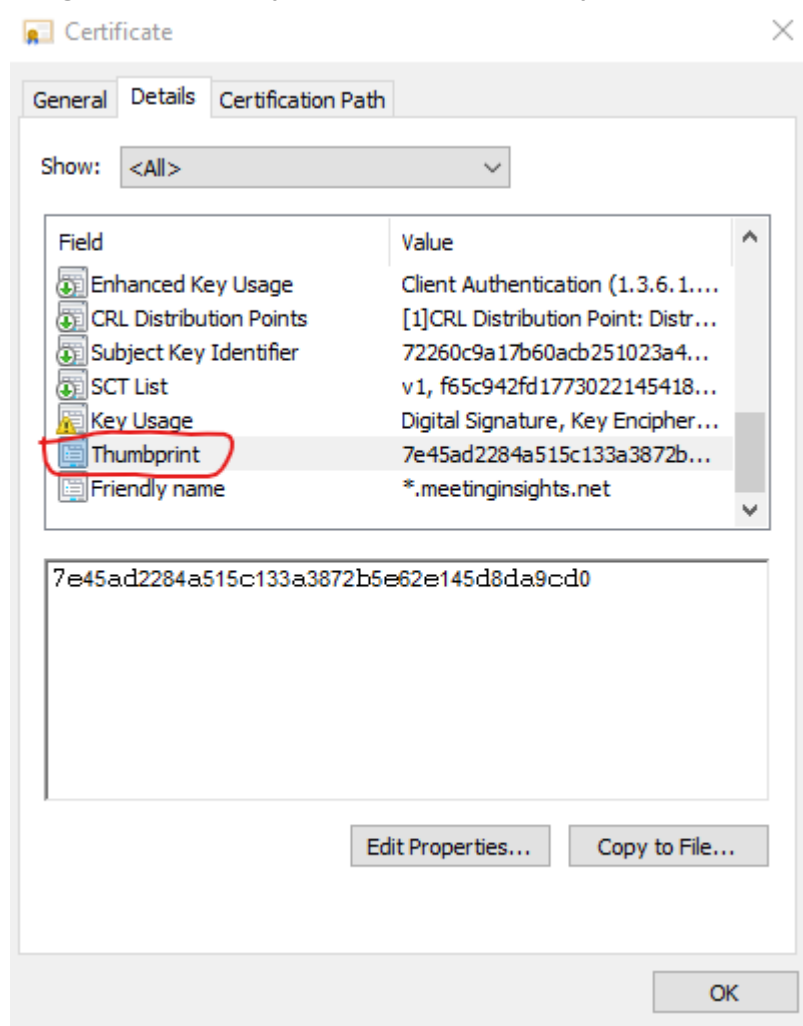 Certificate
General Details Certification Path
Show: <All>
Field Value
Enhanced Key Usage Client Authentication (1.3.6.1....
CRL Distribution Points [1]CRL Distribution Point: Distr...
Subject Key Identifier 72260c9a17b60acb251023a4...
SCT List v1, f65c942fd1773022145418...
Key Usage Digital Signature, Key Encipher...
Thumbprint 7e45ad2284a515c133a3872b...
Friendly name *.meetinginsights.net
7e45ad2284a515c133a3872b5e62e145d8da9cd0
Edit Properties... Copy to File...
OK